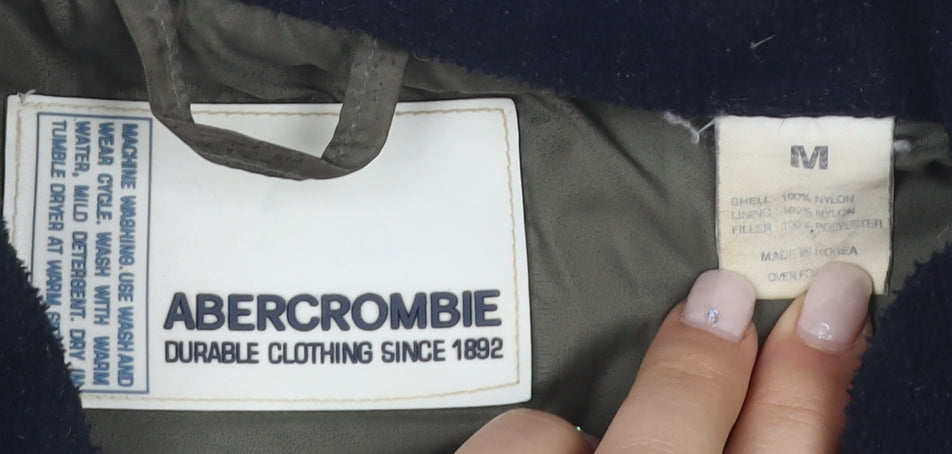 MACHINE WASHING. USE WASH AND
WEAR CYCLE. WASH WITH WARM
WATER, MILD DETERGENT. DRY IN
TUMBLE DRYER AT WARM
ABERCROMBIE
DURABLE CLOTHING SINCE 1892
M
SHELL 100% NYLON
LINING 100% NYLON
FILLER 100% POLYESTER
MADE IN KOREA
OVER